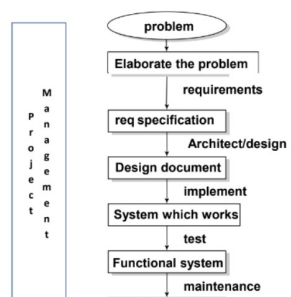 Project
Management
problem
Elaborate the problem
requirements
req specification
Architect/design
Design document
implement
System which works
test
Functional system
maintenance